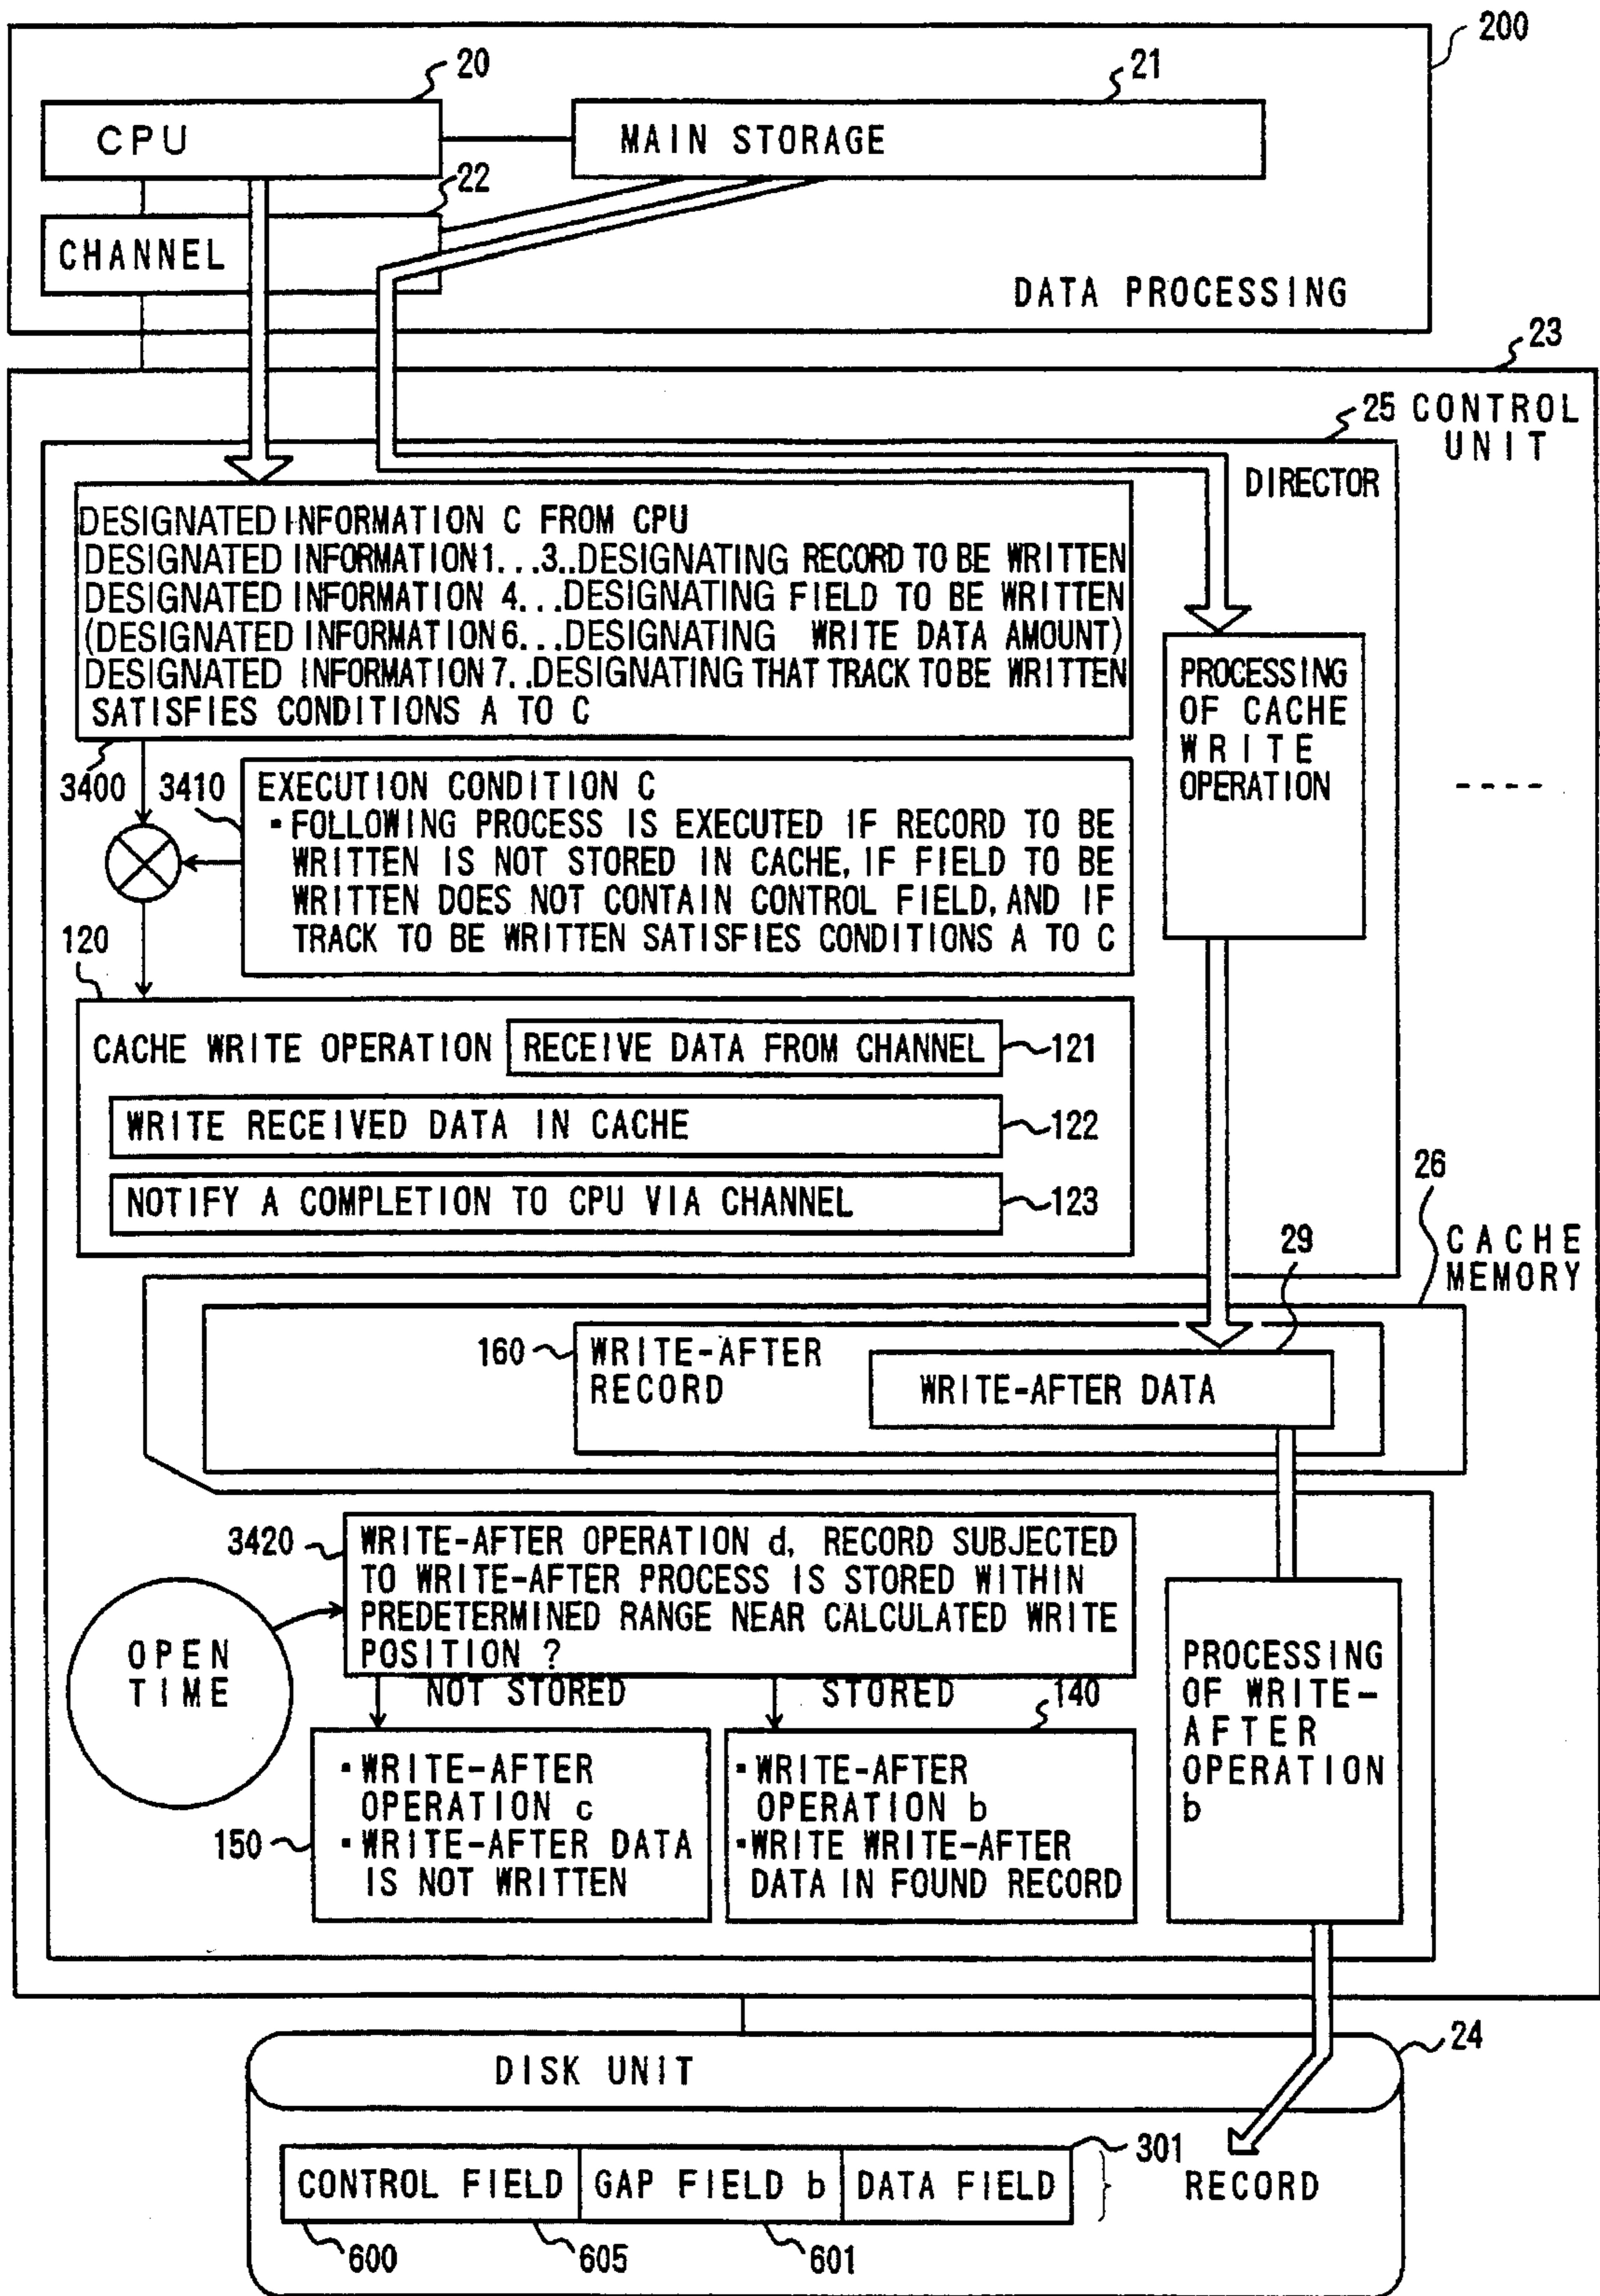 200
20
21
CPU
MAIN STORAGE
22
CHANNEL
DATA PROCESSING
23
25
CONTROL
UNIT
DIRECTOR
DESIGNATED INFORMATION C FROM CPU
DESIGNATED INFORMATION 1...3..DESIGNATING RECORD TO BE WRITTEN
DESIGNATED INFORMATION 4...DESIGNATING FIELD TO BE WRITTEN
(DESIGNATED INFORMATION 6...DESIGNATING WRITE DATA AMOUNT)
DESIGNATED INFORMATION 7..DESIGNATING THAT TRACK TO BE WRITTEN
SATISFIES CONDITIONS A TO C
PROCESSING
OF CACHE
WRITE
OPERATION
3400
3410
EXECUTION CONDITION C
▪ FOLLOWING PROCESS IS EXECUTED IF RECORD TO BE
WRITTEN IS NOT STORED IN CACHE, IF FIELD TO BE
WRITTEN DOES NOT CONTAIN CONTROL FIELD, AND IF
TRACK TO BE WRITTEN SATISFIES CONDITIONS A TO C
----
120
CACHE WRITE OPERATION
RECEIVE DATA FROM CHANNEL
121
WRITE RECEIVED DATA IN CACHE
122
NOTIFY A COMPLETION TO CPU VIA CHANNEL
123
26
CACHE
MEMORY
29
160
WRITE-AFTER
RECORD
WRITE-AFTER DATA
3420
WRITE-AFTER OPERATION d, RECORD SUBJECTED
TO WRITE-AFTER PROCESS IS STORED WITHIN
PREDETERMINED RANGE NEAR CALCULATED WRITE
POSITION ?
OPEN
TIME
NOT STORED
STORED
140
PROCESSING
OF WRITE-
AFTER
OPERATION
b
150
▪ WRITE-AFTER
OPERATION c
▪ WRITE-AFTER DATA
IS NOT WRITTEN
▪ WRITE-AFTER
OPERATION b
▪ WRITE WRITE-AFTER
DATA IN FOUND RECORD
24
DISK UNIT
301
CONTROL FIELD
GAP FIELD b
DATA FIELD
RECORD
600
605
601